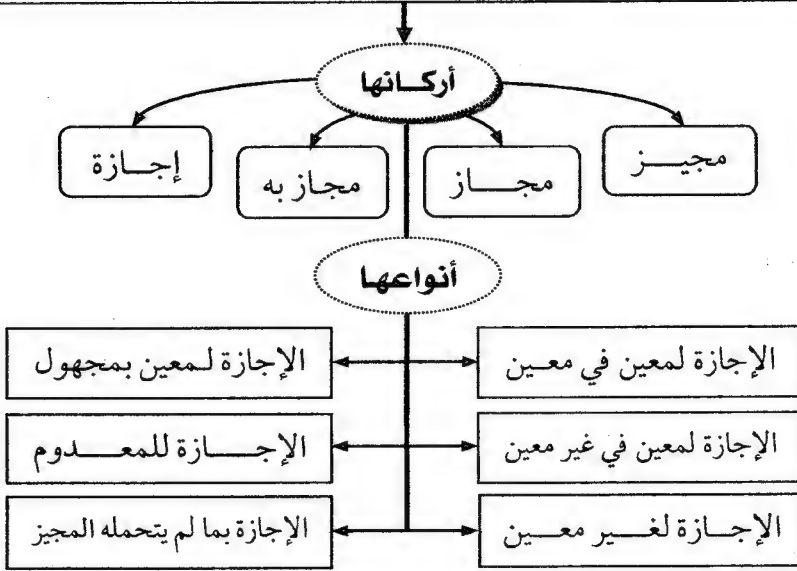 أركانها
مجيز
مجاز
مجاز به
إجازة
أنواعها
الإجازة لمعين في معين
الإجازة لمعين بمجهول
الإجازة لمعين في غير معين
الإجازة للمعدوم
الإجازة لغير معين
الإجازة بما لم يتحمله المجيز